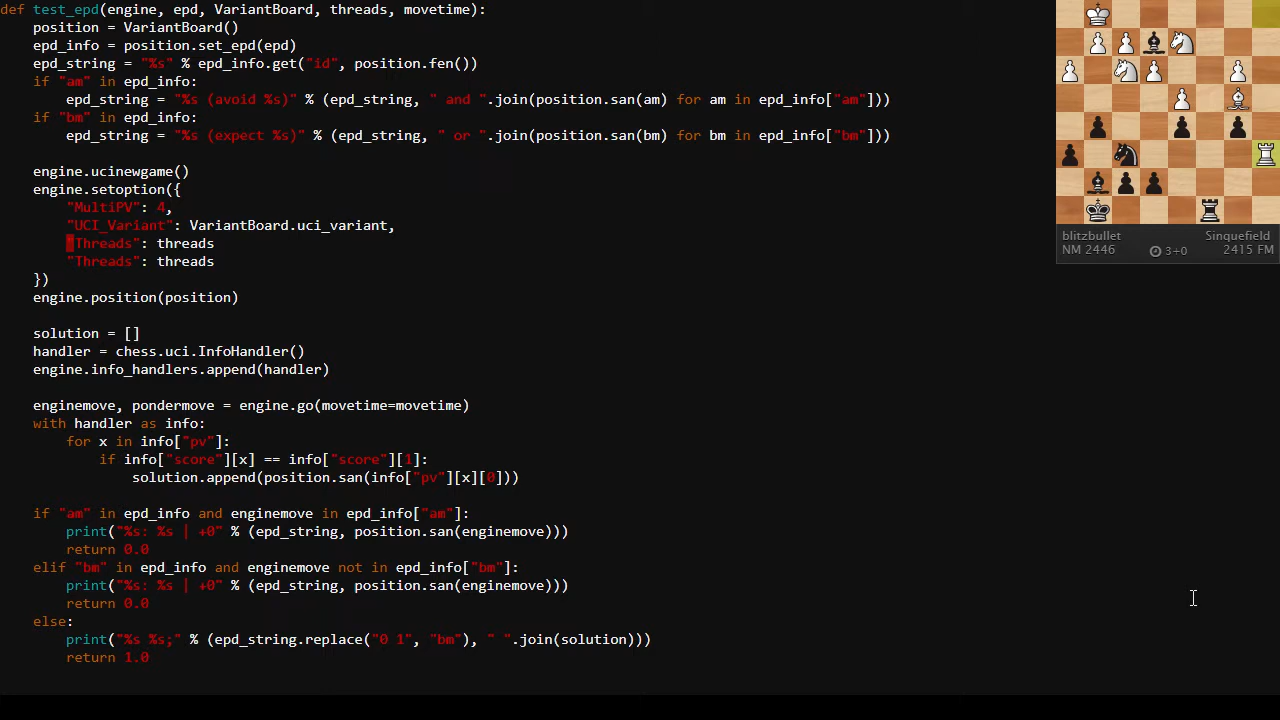 def test_epd(engine, epd, VariantBoard, threads, movetime):
    position = VariantBoard()
    epd_info = position.set_epd(epd)
    epd_string = "%s" % epd_info.get("id", position.fen())
    if "am" in epd_info:
        epd_string = "%s (avoid %s)" % (epd_string, " and ".join(position.san(am) for am in epd_info["am"]))
    if "bm" in epd_info:
        epd_string = "%s (expect %s)" % (epd_string, " or ".join(position.san(bm) for bm in epd_info["bm"]))
    engine.ucinewgame()
    engine.setoption({
        "MultiPV": 4,
        "UCI_Variant": VariantBoard.uci_variant,
        "Threads": threads
        "Threads": threads
    })
    engine.position(position)
    solution = []
    handler = chess.uci.InfoHandler()
    engine.info_handlers.append(handler)
    enginemove, pondermove = engine.go(movetime=movetime)
    with handler as info:
        for x in info["pv"]:
            if info["score"][x] == info["score"][1]:
                solution.append(position.san(info["pv"][x][0]))
    if "am" in epd_info and enginemove in epd_info["am"]:
        print("%s: %s | +0" % (epd_string, position.san(enginemove)))
        return 0.0
    elif "bm" in epd_info and enginemove not in epd_info["bm"]:
        print("%s: %s | +0" % (epd_string, position.san(enginemove)))
        return 0.0
    else:
        print("%s %s;" % (epd_string.replace("0 1", "bm"), " ".join(solution)))
        return 1.0
blitzbullet
NM 2446
3+0
Sinquefield
2415 FM